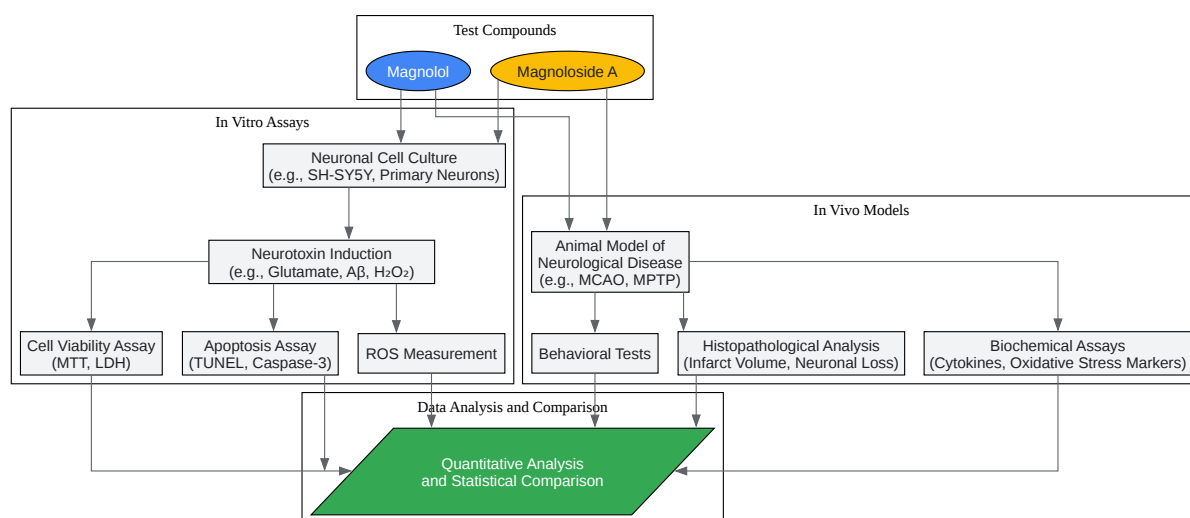 Test Compounds
Magnolol
Magnoloside A
In Vitro Assays
Neuronal Cell Culture
(e.g., SH-SY5Y, Primary Neurons)
In Vivo Models
Neurotoxin Induction
(e.g., Glutamate, Aβ, H₂O₂)
Animal Model of
Neurological Disease
(e.g., MCAO, MPTP)
Cell Viability Assay
(MTT, LDH)
Apoptosis Assay
(TUNEL, Caspase-3)
ROS Measurement
Behavioral Tests
Histopathological Analysis
(Infarct Volume, Neuronal Loss)
Biochemical Assays
(Cytokines, Oxidative Stress Markers)
Data Analysis and Comparison
Quantitative Analysis
and Statistical Comparison